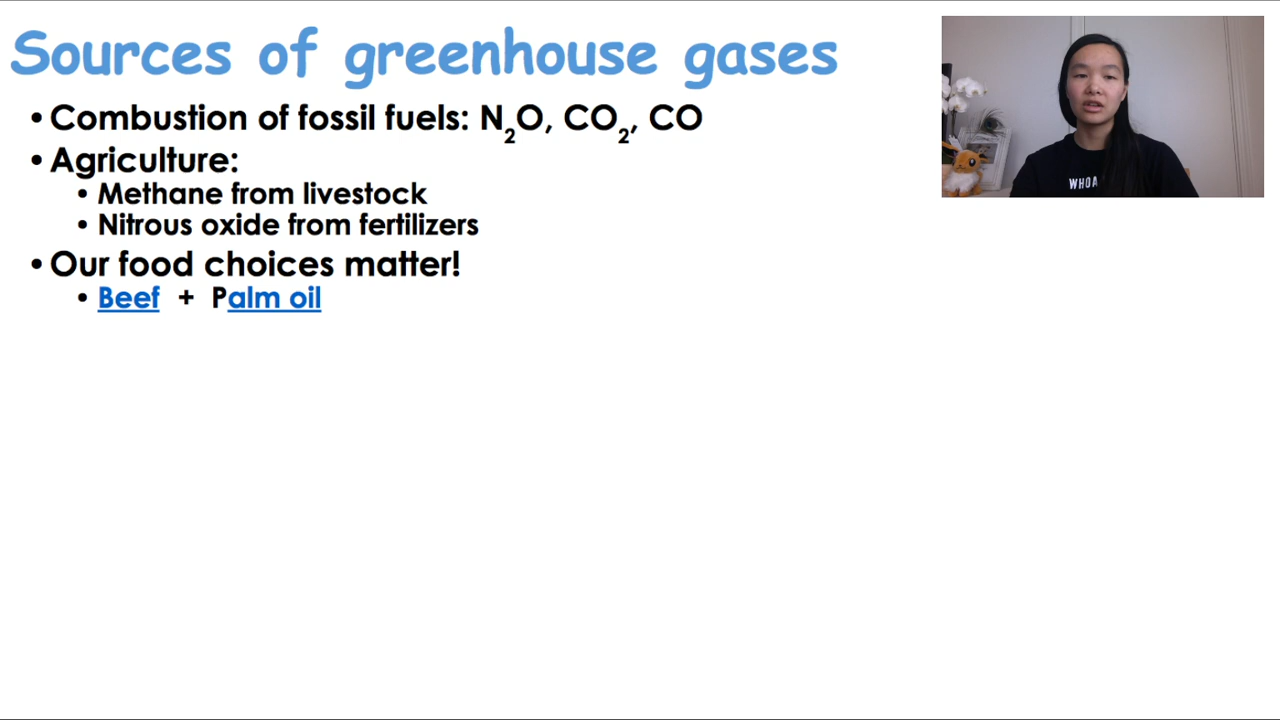 Sources of greenhouse gases
• Combustion of fossil fuels: N₂O, CO₂, CO
• Agriculture:
• Methane from livestock
• Nitrous oxide from fertilizers
• Our food choices matter!
• Beef + Palm oil
WHOA